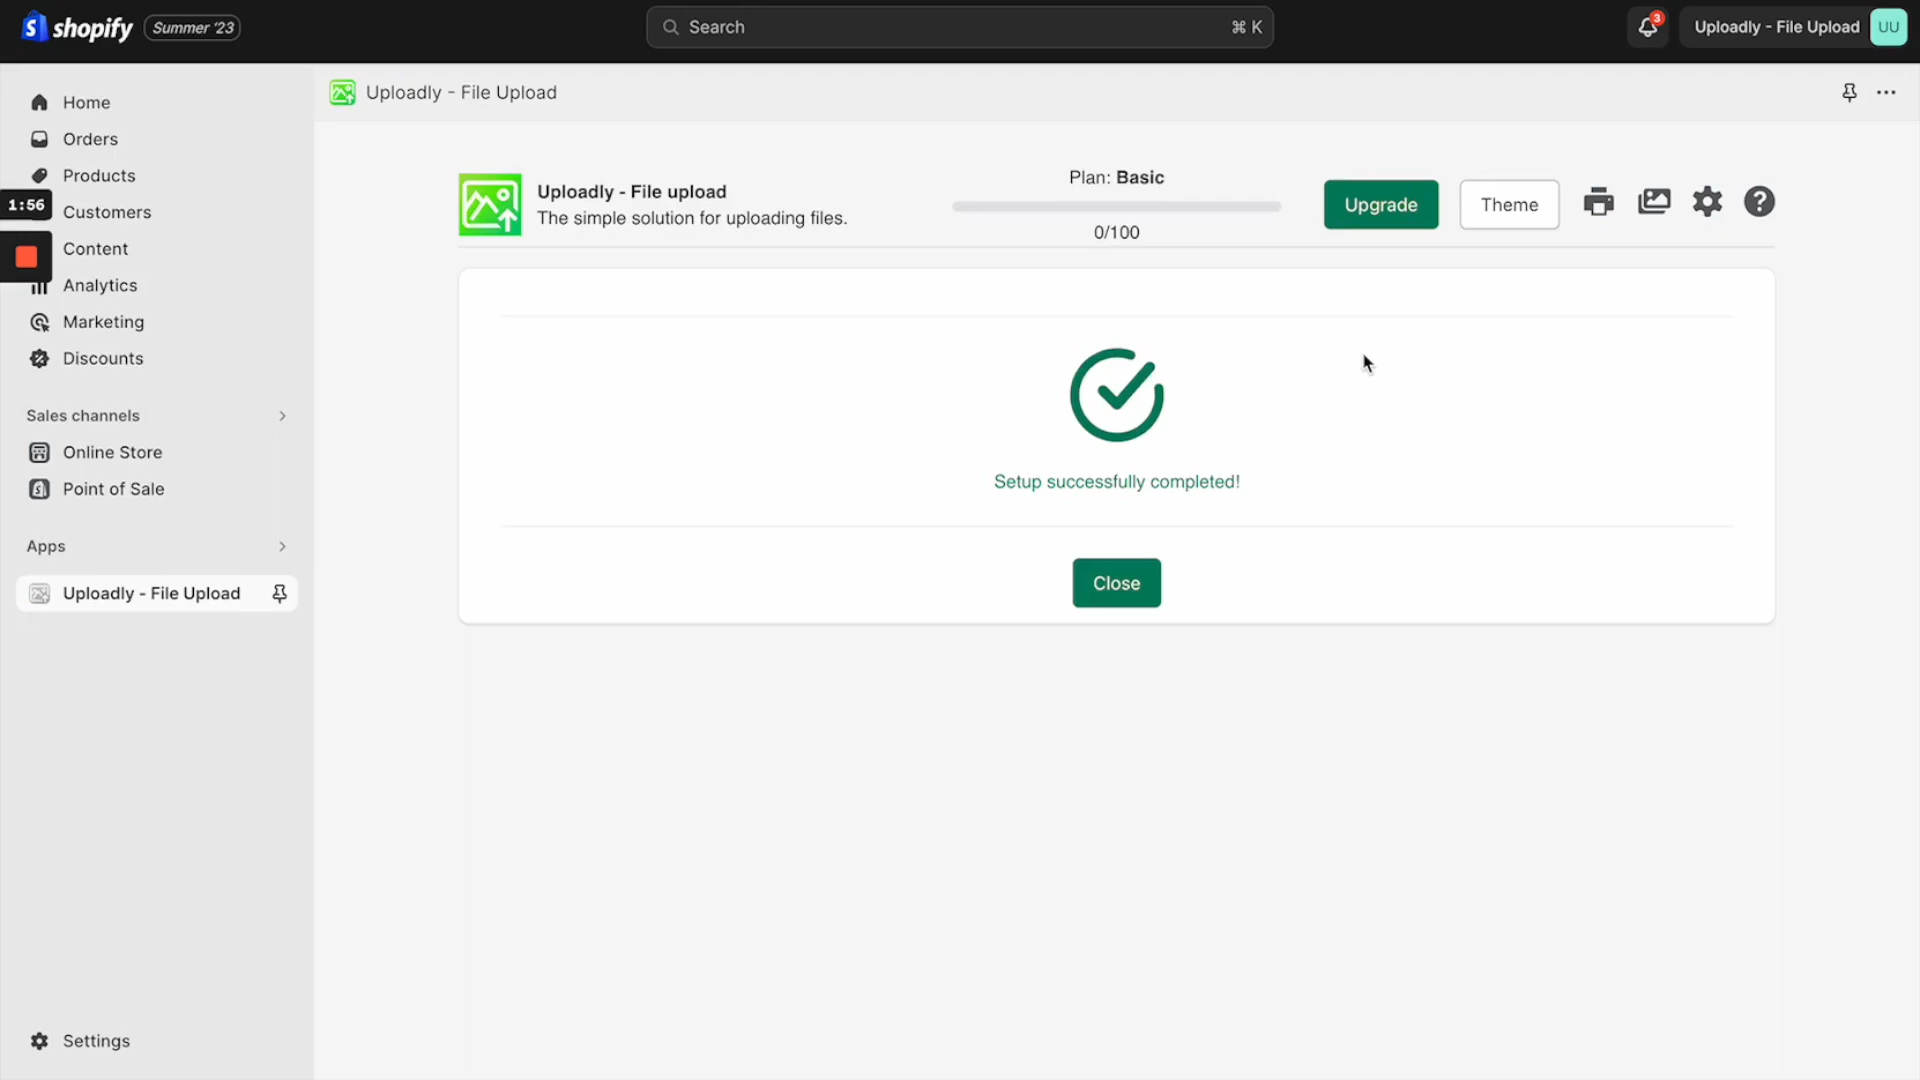 shopify Summer '23
Search ⌘ K
3
Uploadly - File Upload UU
Home
Orders
Products
1:56
Customers
Content
Analytics
Marketing
Discounts
Sales channels
Online Store
Point of Sale
Apps
Uploadly - File Upload
Settings
Uploadly - File Upload
Uploadly - File upload
The simple solution for uploading files.
Plan: Basic
0/100
Upgrade
Theme
Setup successfully completed!
Close